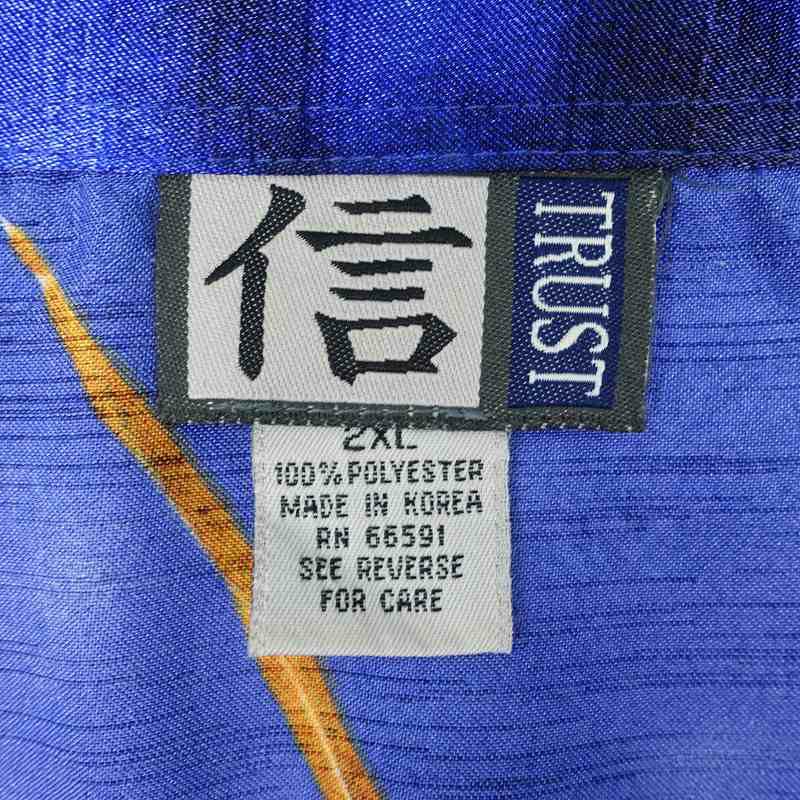 信
TRUST
2XL
100% POLYESTER
MADE IN KOREA
RN 66591
SEE REVERSE
FOR CARE